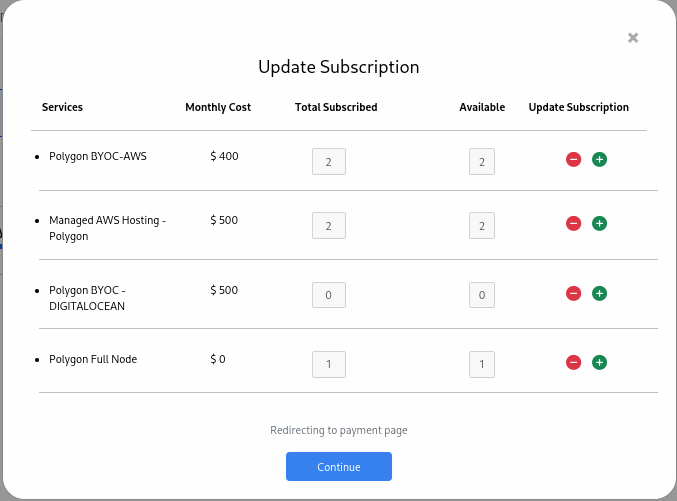 Update Subscription
Services Monthly Cost Total Subscribed Available Update Subscription
Polygon BYOC-AWS $ 400 2 2
Managed AWS Hosting - $ 500 2 2
Polygon
Polygon BYOC - $ 500 0 0
DIGITALOCEAN
Polygon Full Node $ 0 1 1
Redirecting to payment page
Continue